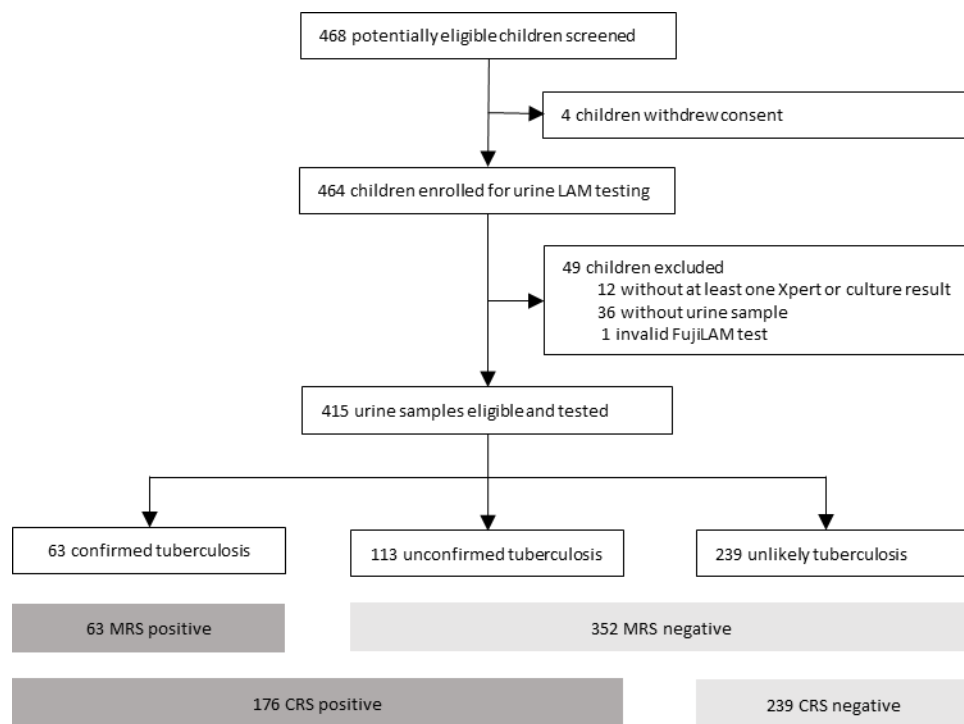 468 potentially eligible children screened
4 children withdrew consent
464 children enrolled for urine LAM testing
49 children excluded
12 without at least one Xpert or culture result
36 without urine sample
1 invalid FujiLAM test
415 urine samples eligible and tested
63 confirmed tuberculosis
113 unconfirmed tuberculosis
239 unlikely tuberculosis
63 MRS positive
352 MRS negative
176 CRS positive
239 CRS negative